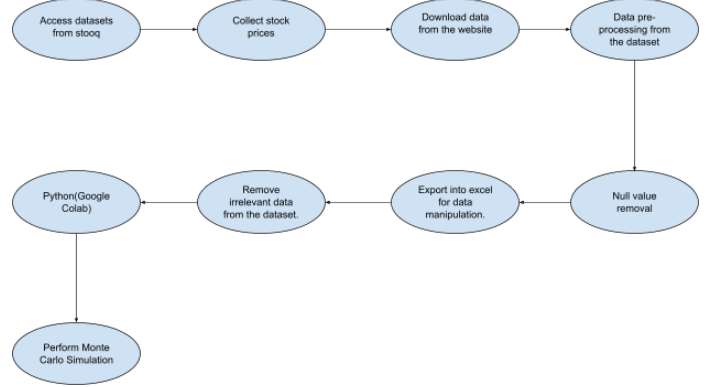 Access datasets
from stooq
Collect stock
prices
Download data
from the website
Data pre-
processing from
the dataset
Null value
removal
Export into excel
for data
manipulation.
Remove
irrelevant data
from the dataset.
Python(Google
Colab)
Perform Monte
Carlo Simulation